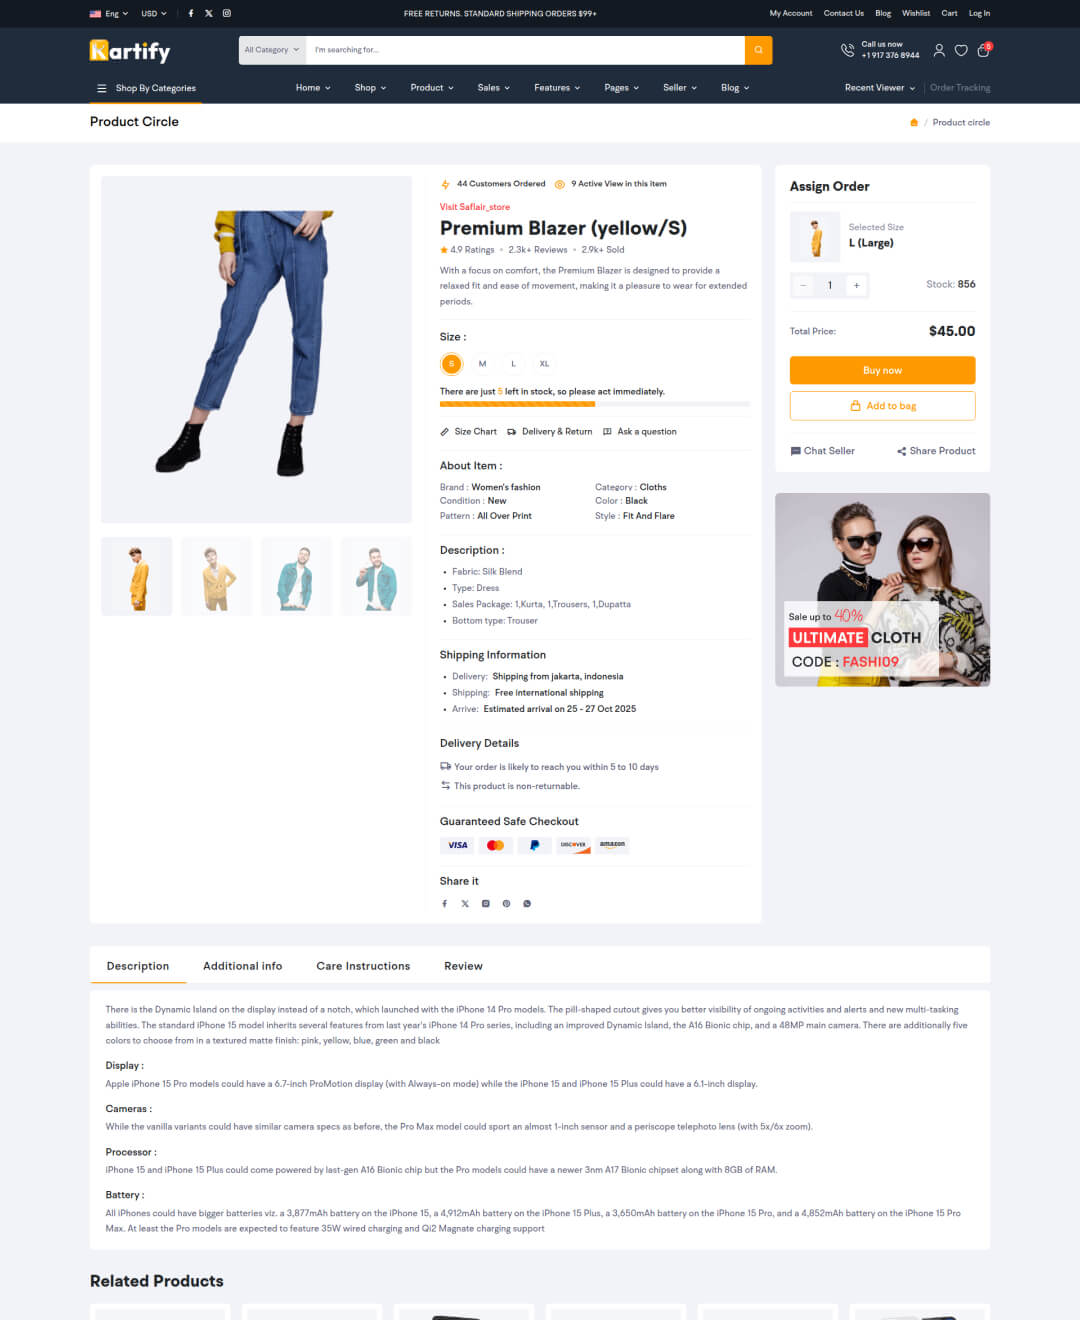 Eng USD FREE RETURNS. STANDARD SHIPPING ORDERS $99+ My Account Contact Us Blog Wishlist Cart Log In
Kartify All Category I'm searching for... Call us now
+1 917 376 8944 5
Shop By Categories Home Shop Product Sales Features Pages Seller Blog Recent Viewer Order Tracking
Product Circle / Product circle
44 Customers Ordered 9 Active View in this item
Visit Saflair_store
Premium Blazer (yellow/S)
4.9 Ratings • 2.3k+ Reviews • 2.9k+ Sold
With a focus on comfort, the Premium Blazer is designed to provide a
relaxed fit and ease of movement, making it a pleasure to wear for extended
periods.
Size :
S M L XL
There are just 5 left in stock, so please act immediately.
Size Chart Delivery & Return Ask a question
About Item :
Brand : Women's fashion Category : Cloths
Condition : New Color : Black
Pattern : All Over Print Style : Fit And Flare
Description :
• Fabric: Silk Blend
• Type: Dress
• Sales Package: 1,Kurta, 1,Trousers, 1,Dupatta
• Bottom type: Trouser
Shipping Information
• Delivery: Shipping from jakarta, indonesia
• Shipping: Free international shipping
• Arrive: Estimated arrival on 25 - 27 Oct 2025
Delivery Details
Your order is likely to reach you within 5 to 10 days
This product is non-returnable.
Guaranteed Safe Checkout
VISA DISCOVER amazon
Share it
Assign Order
Selected Size
L (Large)
− 1 + Stock: 856
Total Price: $45.00
Buy now
Add to bag
Chat Seller Share Product
Sale up to 40%
ULTIMATE CLOTH
CODE : FASHI09
Description Additional info Care Instructions Review
There is the Dynamic Island on the display instead of a notch, which launched with the iPhone 14 Pro models. The pill-shaped cutout gives you better visibility of ongoing activities and alerts and new multi-tasking
abilities. The standard iPhone 15 model inherits several features from last year's iPhone 14 Pro series, including an improved Dynamic Island, the A16 Bionic chip, and a 48MP main camera. There are additionally five
colors to choose from in a textured matte finish: pink, yellow, blue, green and black
Display :
Apple iPhone 15 Pro models could have a 6.7-inch ProMotion display (with Always-on mode) while the iPhone 15 and iPhone 15 Plus could have a 6.1-inch display.
Cameras :
While the vanilla variants could have similar camera specs as before, the Pro Max model could sport an almost 1-inch sensor and a periscope telephoto lens (with 5x/6x zoom).
Processor :
iPhone 15 and iPhone 15 Plus could come powered by last-gen A16 Bionic chip but the Pro models could have a newer 3nm A17 Bionic chipset along with 8GB of RAM.
Battery :
All iPhones could have bigger batteries viz. a 3,877mAh battery on the iPhone 15, a 4,912mAh battery on the iPhone 15 Plus, a 3,650mAh battery on the iPhone 15 Pro, and a 4,852mAh battery on the iPhone 15 Pro
Max. At least the Pro models are expected to feature 35W wired charging and Qi2 Magnate charging support
Related Products